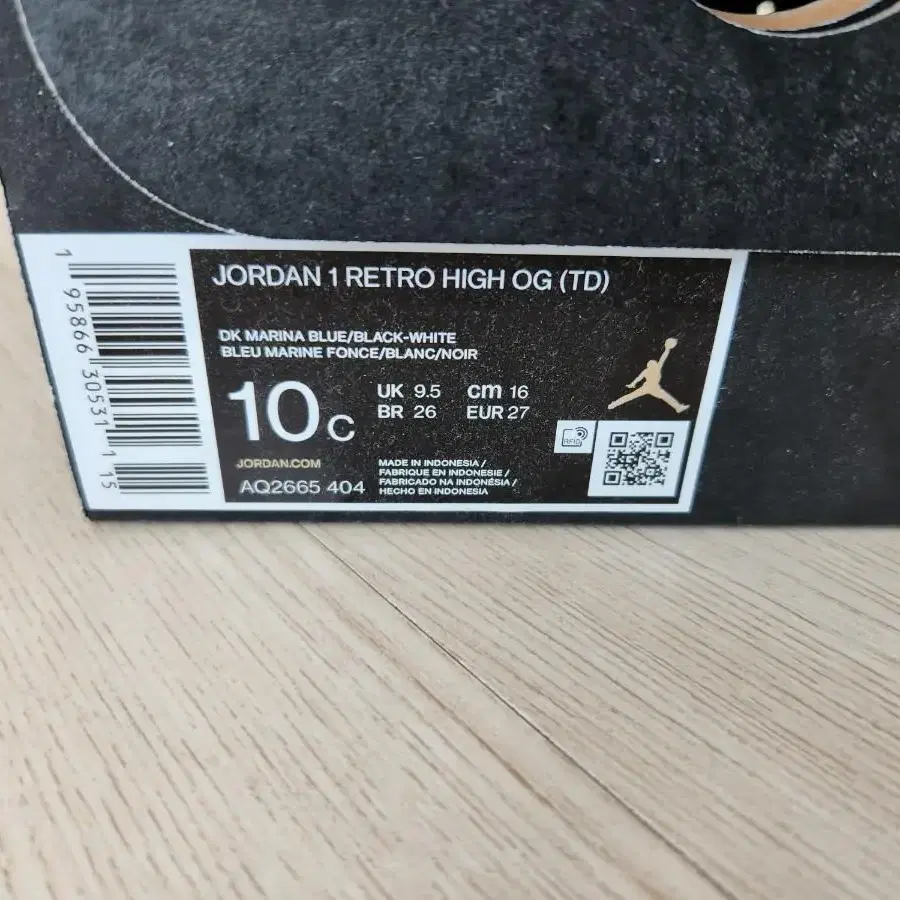 JORDAN 1 RETRO HIGH OG (TD)
DK MARINA BLUE/BLACK-WHITE
BLEU MARINE FONCE/BLANC/NOIR
10C
UK 9.5 cm 16
BR 26 EUR 27
RFID
JORDAN.COM
AQ2665 404
MADE IN INDONESIA /
FABRIQUE EN INDONESIE /
FABRICADO NA INDONÉSIA /
HECHO EN INDONESIA
1 95866 30531 1 5